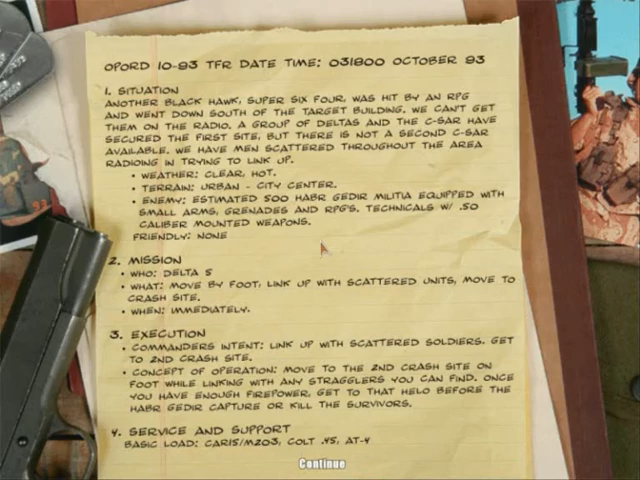 OPORD 10-93 TFR DATE TIME: 031800 OCTOBER 93
1. SITUATION
ANOTHER BLACK HAWK, SUPER SIX FOUR, WAS HIT BY AN RPG
AND WENT DOWN SOUTH OF THE TARGET BUILDING. WE CAN'T GET
THEM ON THE RADIO. A GROUP OF DELTAS AND THE C-SAR HAVE
SECURED THE FIRST SITE, BUT THERE IS NOT A SECOND C-SAR
AVAILABLE. WE HAVE MEN SCATTERED THROUGHOUT THE AREA
RADIOING IN TRYING TO LINK UP.
• WEATHER: CLEAR, HOT.
• TERRAIN: URBAN - CITY CENTER.
• ENEMY: ESTIMATED 500 HABR GEDIR MILITIA EQUIPPED WITH
SMALL ARMS, GRENADES AND RPG'S. TECHNICALS W/ .50
CALIBER MOUNTED WEAPONS.
FRIENDLY: NONE
2. MISSION
• WHO: DELTA 5
• WHAT: MOVE BY FOOT, LINK UP WITH SCATTERED UNITS, MOVE TO
CRASH SITE.
• WHEN: IMMEDIATELY.
3. EXECUTION
• COMMANDERS INTENT: LINK UP WITH SCATTERED SOLDIERS. GET
TO 2ND CRASH SITE.
• CONCEPT OF OPERATION: MOVE TO THE 2ND CRASH SITE ON
FOOT WHILE LINKING WITH ANY STRAGGLERS YOU CAN FIND. ONCE
YOU HAVE ENOUGH FIREPOWER, GET TO THAT HELO BEFORE THE
HABR GEDIR CAPTURE OR KILL THE SURVIVORS.
4. SERVICE AND SUPPORT
BASIC LOAD: CAR15/M203, COLT .45, AT-4
Continue